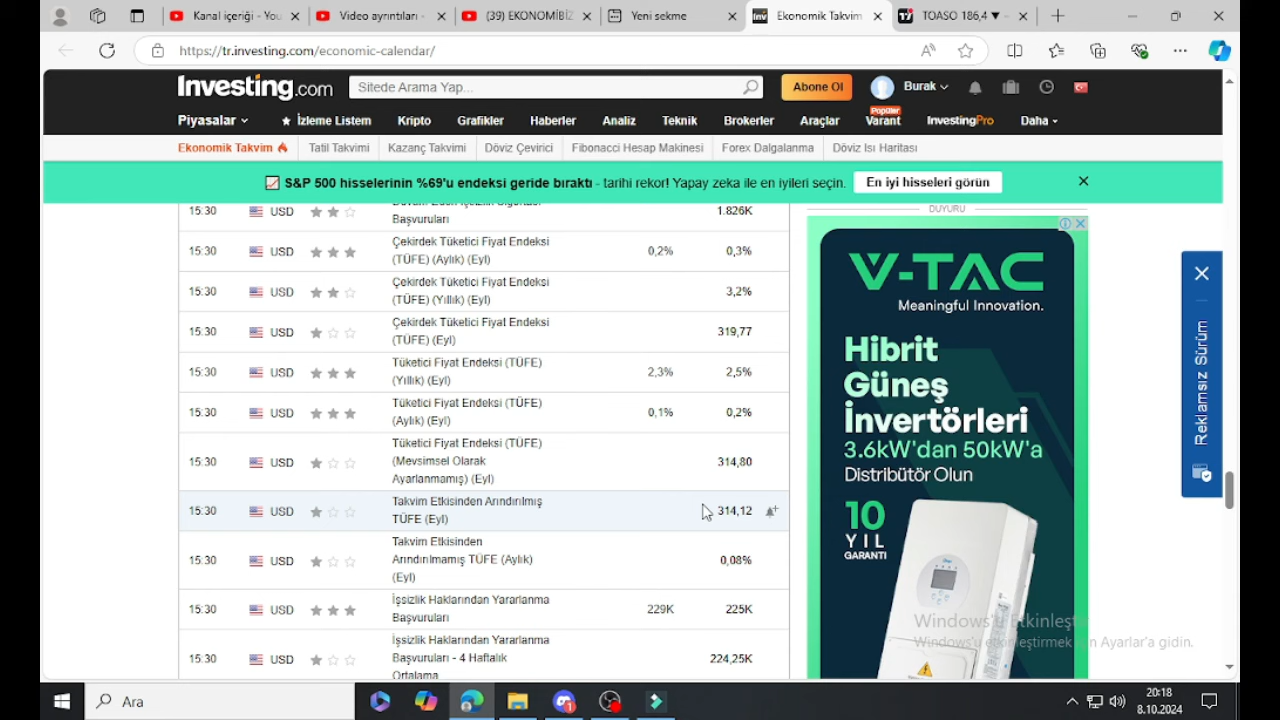 Kanal içeriği - You
Video ayrıntıları -
(39) EKONOMİBİZ
Yeni sekme
Ekonomik Takvim
TOASO 186,4 ▼
https://tr.investing.com/economic-calendar/
Investing.com
Sitede Arama Yap...
Abone Ol
Burak
Piyasalar
İzleme Listem
Kripto
Grafikler
Haberler
Analiz
Teknik
Brokerler
Araçlar
Popüler
Varant
InvestingPro
Daha
Ekonomik Takvim
Tatil Takvimi
Kazanç Takvimi
Döviz Çevirici
Fibonacci Hesap Makinesi
Forex Dalgalanma
Döviz Isı Haritası
S&P 500 hisselerinin %69'u endeksi geride bıraktı - tarihi rekor! Yapay zeka ile en iyileri seçin.
En iyi hisseleri görün
15:30 USD
Başvuruları
1.826K
15:30 USD Çekirdek Tüketici Fiyat Endeksi
(TÜFE) (Aylık) (Eyl)
0,2% 0,3%
15:30 USD Çekirdek Tüketici Fiyat Endeksi
(TÜFE) (Yıllık) (Eyl)
3,2%
15:30 USD Çekirdek Tüketici Fiyat Endeksi
(TÜFE) (Eyl)
319,77
15:30 USD Tüketici Fiyat Endeksi (TÜFE)
(Yıllık) (Eyl)
2,3% 2,5%
15:30 USD Tüketici Fiyat Endeksi (TÜFE)
(Aylık) (Eyl)
0,1% 0,2%
15:30 USD Tüketici Fiyat Endeksi (TÜFE)
(Mevsimsel Olarak
Ayarlanmamış) (Eyl)
314,80
15:30 USD Takvim Etkisinden Arındırılmış
TÜFE (Eyl)
314,12
15:30 USD Takvim Etkisinden
Arındırılmamış TÜFE (Aylık)
(Eyl)
0,08%
15:30 USD İşsizlik Haklarından Yararlanma
Başvuruları
229K 225K
15:30 USD İşsizlik Haklarından Yararlanma
Başvuruları - 4 Haftalık
Ortalama
224,25K
DUYURU
V-TAC
Meaningful Innovation.
Hibrit
Güneş
İnvertörleri
3.6kW'dan 50kW'a
Distribütör Olun
10
YIL
GARANTİ
Reklamsız Sürüm
Windows'u Etkinleştir
Windows'u etkinleştirmek için Ayarlar'a gidin.
Ara
20:18
8.10.2024